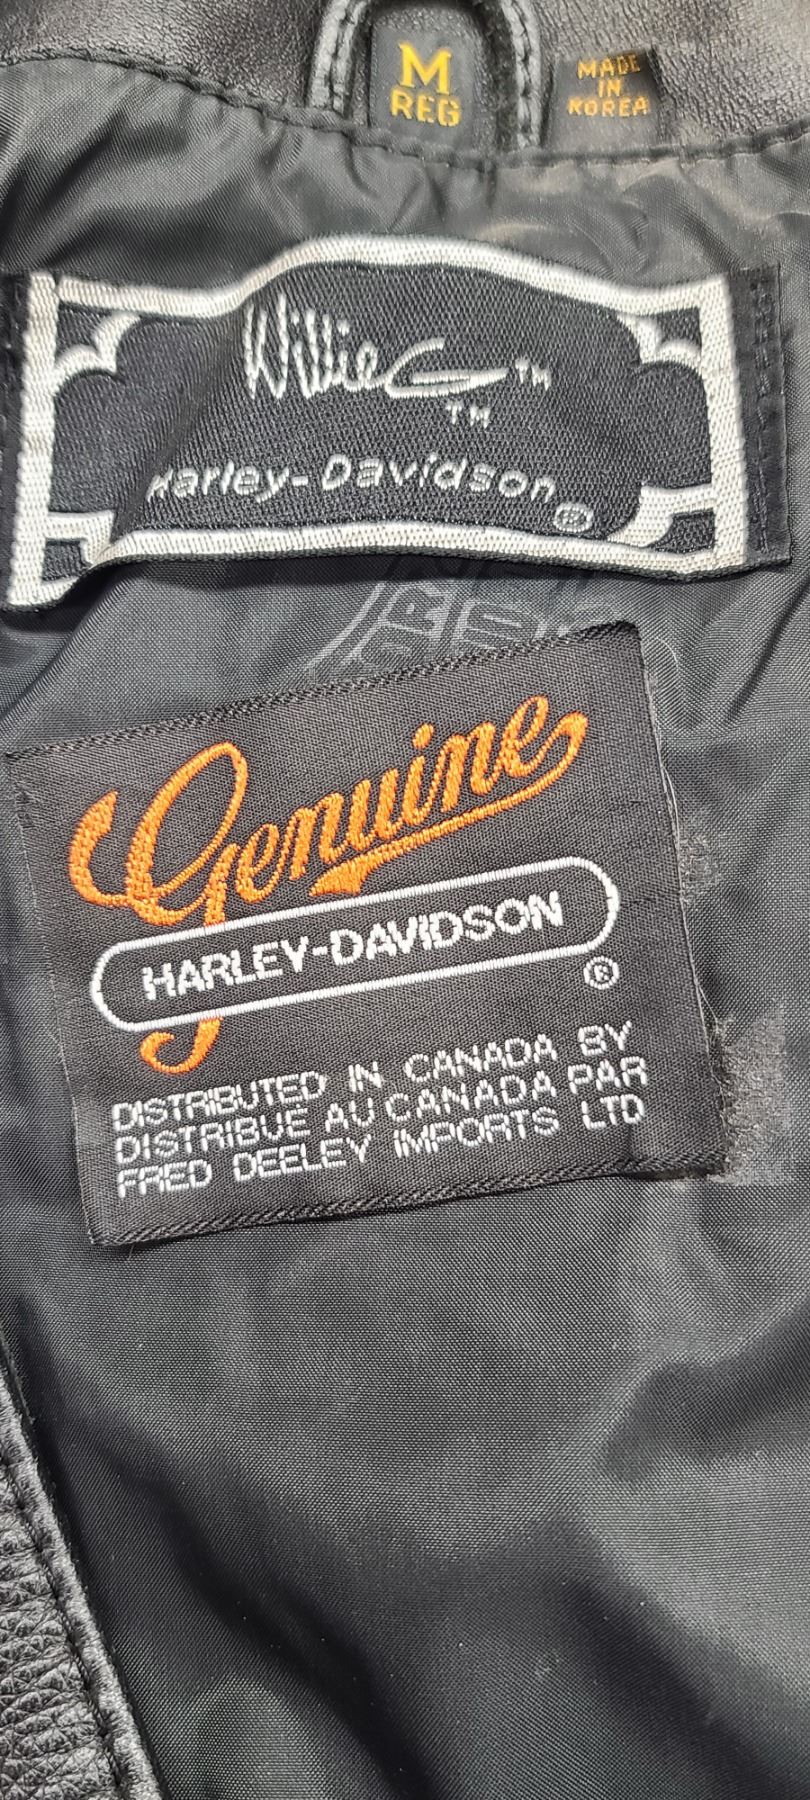 M
REG
MADE
IN
KOREA
Willie G ™
™
Harley-Davidson ®
Genuine
HARLEY-DAVIDSON
®
DISTRIBUTED IN CANADA BY
DISTRIBUÉ AU CANADA PAR
FRED DEELEY IMPORTS LTD